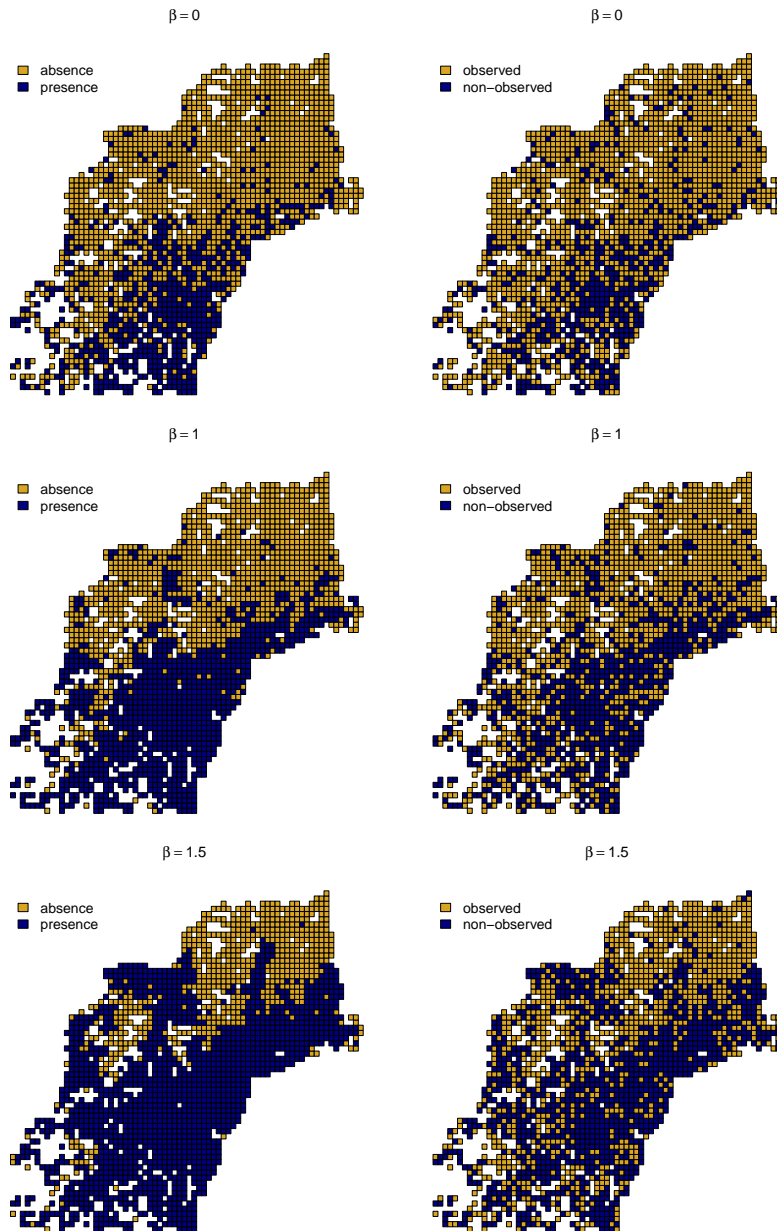 β = 0
absence
presence
β = 0
observed
non−observed
β = 1
absence
presence
β = 1
observed
non−observed
β = 1.5
absence
presence
β = 1.5
observed
non−observed